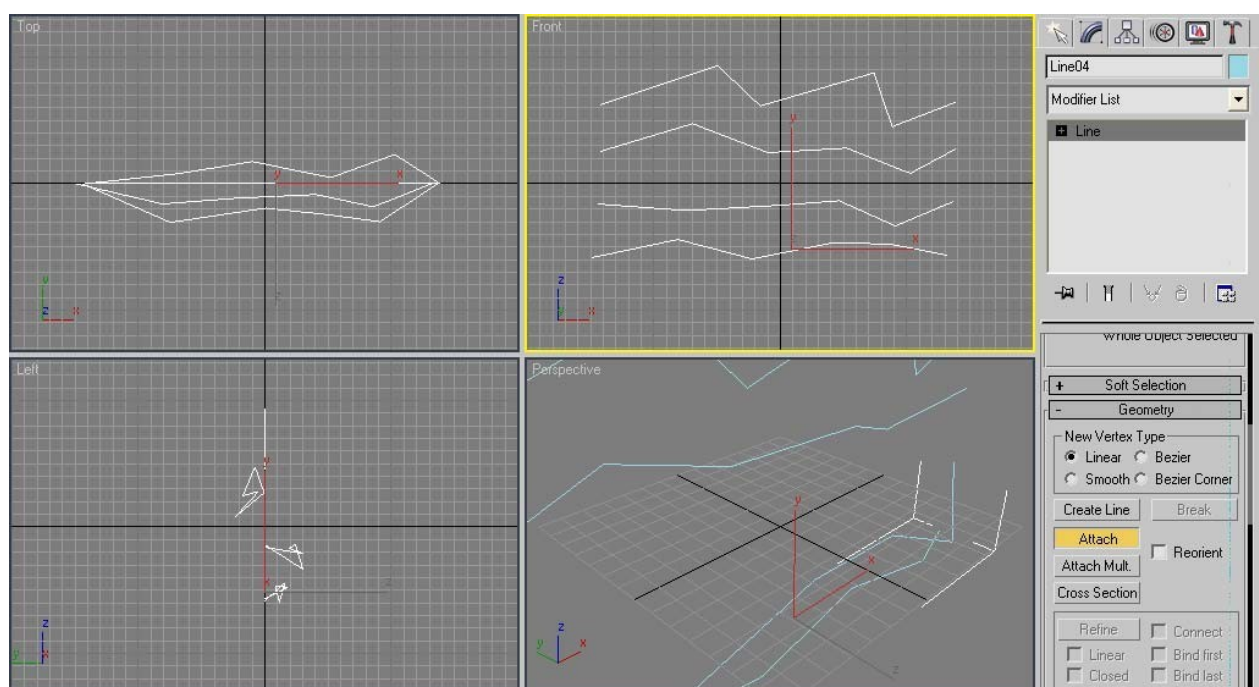 Top
Front
Line04
Modifier List
Line
y
x
y
x
y
z
x
z
y
x
Whole Object Selected
Left
Perspective
+ Soft Selection
- Geometry
New Vertex Type
Linear Bezier
Smooth Bezier Corner
Create Line Break
Attach
Reorient
Attach Mult.
Cross Section
y
x
z
y
x
z
z
y
x
z
y
x
Refine Connect
Linear Bind first
Closed Bind last